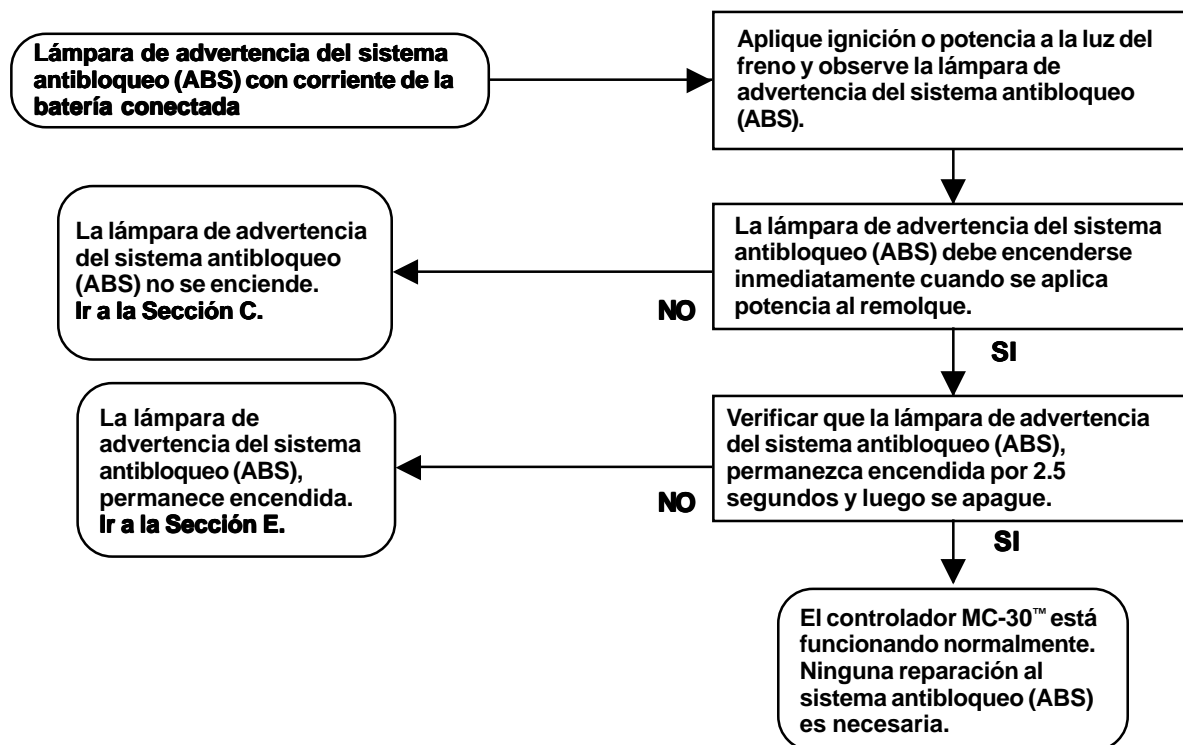 Lámpara de advertencia del sistema
antibloqueo (ABS) con corriente de la
batería conectada
Aplique ignición o potencia a la luz del
freno y observe la lámpara de
advertencia del sistema antibloqueo
(ABS).
La lámpara de advertencia del sistema
antibloqueo (ABS) debe encenderse
inmediatamente cuando se aplica
potencia al remolque.
La lámpara de advertencia
del sistema antibloqueo
(ABS) no se enciende.
Ir a la Sección C.
NO
SI
Verificar que la lámpara de advertencia
del sistema antibloqueo (ABS),
permanezca encendida por 2.5
segundos y luego se apague.
La lámpara de
advertencia del sistema
antibloqueo (ABS),
permanece encendida.
Ir a la Sección E.
NO
SI
El controlador MC-30™ está
funcionando normalmente.
Ninguna reparación al
sistema antibloqueo (ABS)
es necesaria.